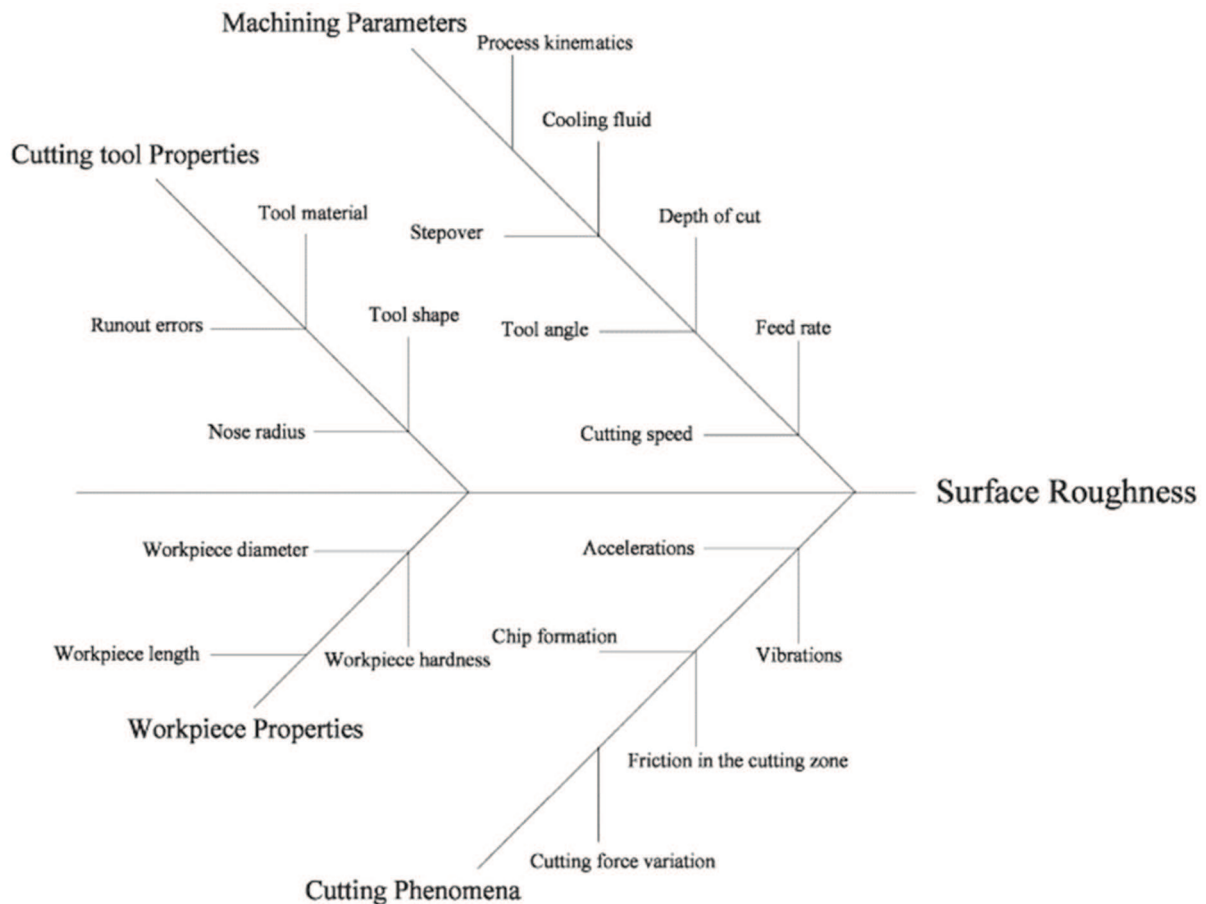 Machining Parameters
Process kinematics
Cooling fluid
Cutting tool Properties
Tool material
Depth of cut
Stepover
Runout errors
Tool shape
Tool angle
Feed rate
Nose radius
Cutting speed
Surface Roughness
Workpiece diameter
Accelerations
Chip formation
Workpiece length
Workpiece hardness
Vibrations
Workpiece Properties
Friction in the cutting zone
Cutting force variation
Cutting Phenomena